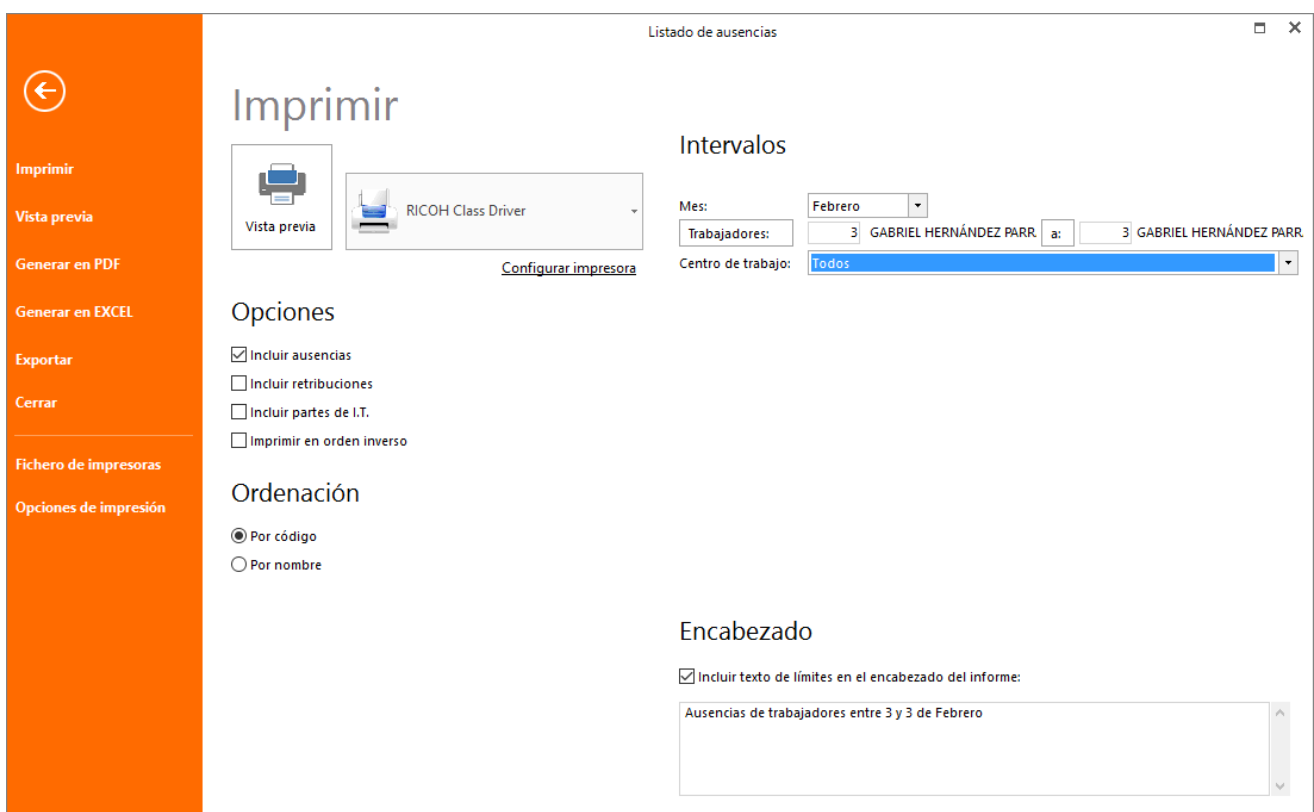 Listado de ausencias
Imprimir
Vista previa
Generar en PDF
Generar en EXCEL
Exportar
Cerrar
Fichero de impresoras
Opciones de impresión
Imprimir
Vista previa
RICOH Class Driver
Configurar impresora
Opciones
Incluir ausencias
Incluir retribuciones
Incluir partes de I.T.
Imprimir en orden inverso
Ordenación
Por código
Por nombre
Intervalos
Mes: Febrero
Trabajadores: 3 GABRIEL HERNÁNDEZ PARR. a: 3 GABRIEL HERNÁNDEZ PARR.
Centro de trabajo: Todos
Encabezado
Incluir texto de límites en el encabezado del informe:
Ausencias de trabajadores entre 3 y 3 de Febrero